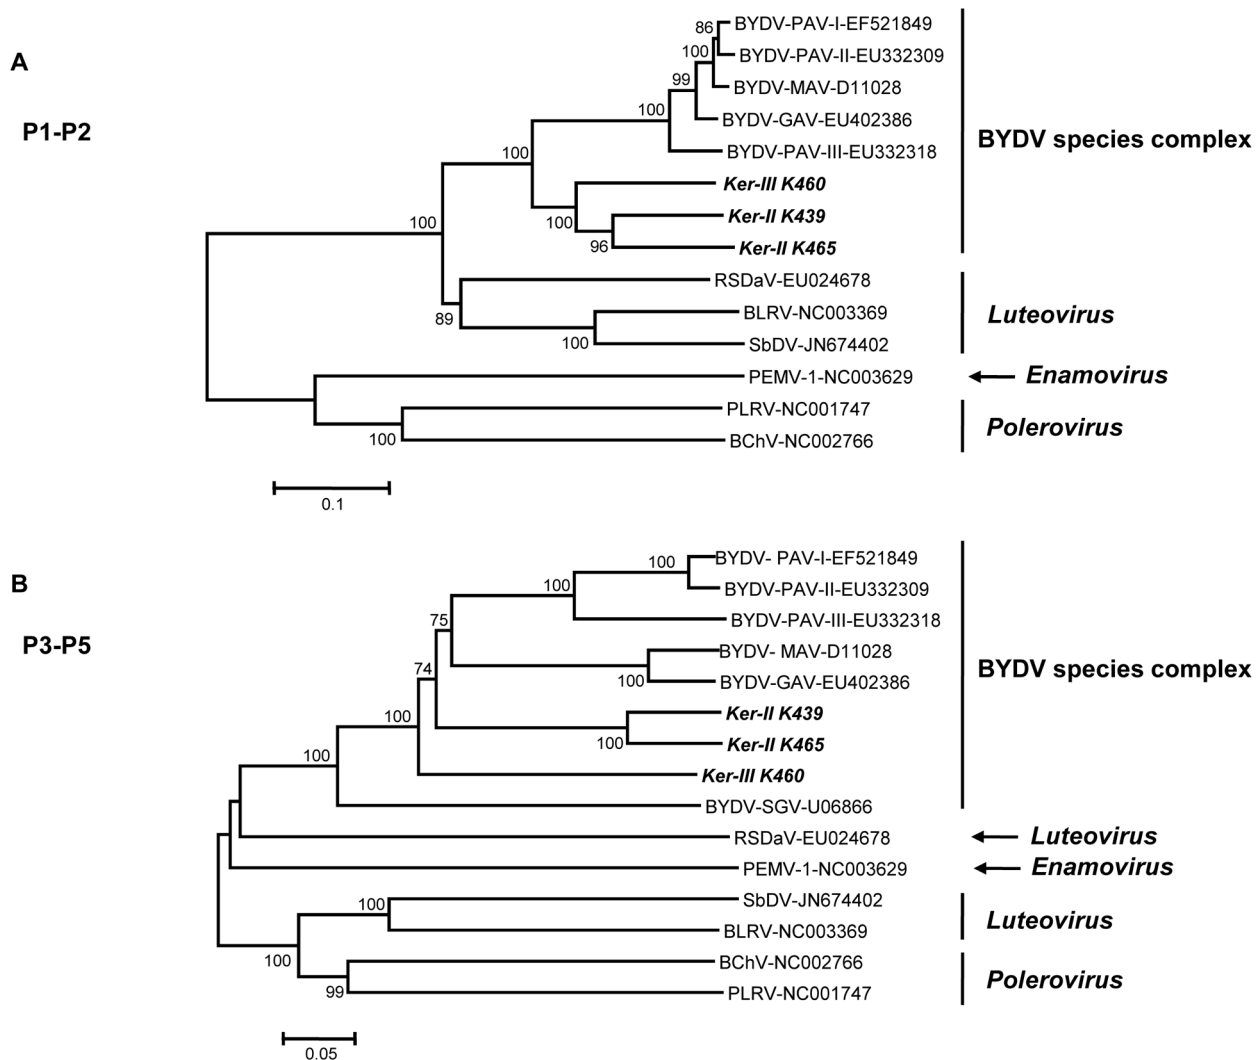 A
P1-P2
86
BYDV-PAV-I-EF521849
100
BYDV-PAV-II-EU332309
99
BYDV-MAV-D11028
100
BYDV-GAV-EU402386
BYDV-PAV-III-EU332318
BYDV species complex
100
Ker-III K460
100
Ker-II K439
96
Ker-II K465
100
RSDaV-EU024678
89
BLRV-NC003369
Luteovirus
100
SbDV-JN674402
PEMV-1-NC003629
Enamovirus
PLRV-NC001747
Polerovirus
100
BChV-NC002766
0.1
B
P3-P5
100
BYDV- PAV-I-EF521849
100
BYDV-PAV-II-EU332309
75
BYDV-PAV-III-EU332318
BYDV- MAV-D11028
BYDV species complex
74
100
BYDV-GAV-EU402386
100
Ker-II K439
100
Ker-II K465
100
Ker-III K460
BYDV-SGV-U06866
RSDaV-EU024678
Luteovirus
PEMV-1-NC003629
Enamovirus
100
SbDV-JN674402
Luteovirus
BLRV-NC003369
100
BChV-NC002766
Polerovirus
99
PLRV-NC001747
0.05